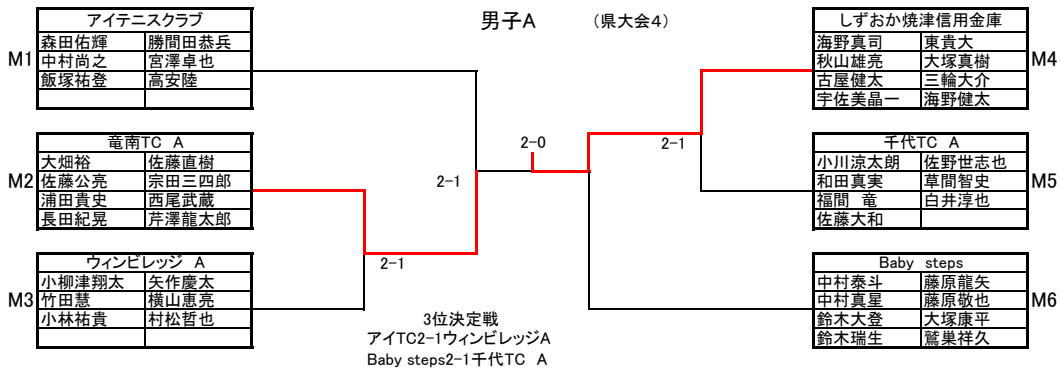 男子A （県大会4）
M1
アイテニスクラブ
森田佑輝 勝間田恭兵
中村尚之 宮澤卓也
飯塚祐登 高安陸
M2
竜南TC A
大畑裕 佐藤直樹
佐藤公亮 宗田三四郎
浦田貴史 西尾武蔵
長田紀晃 芹澤龍太郎
M3
ウィンビレッジ A
小柳津翔太 矢作慶太
竹田慧 横山恵亮
小林祐貴 村松哲也
2-1
2-1
2-0
2-1
しずおか焼津信用金庫
M4
海野真司 東貴大
秋山雄亮 大塚真樹
古屋健太 三輪大介
宇佐美晶一 海野健太
千代TC A
M5
小川涼太朗 佐野世志也
和田真実 草間智史
福間 竜 白井淳也
佐藤大和
Baby steps
M6
中村泰斗 藤原龍矢
中村真星 藤原敬也
鈴木大登 大塚康平
鈴木瑞生 鷲巣祥久
3位決定戦
アイTC2-1ウィンビレッジA
Baby steps2-1千代TC A